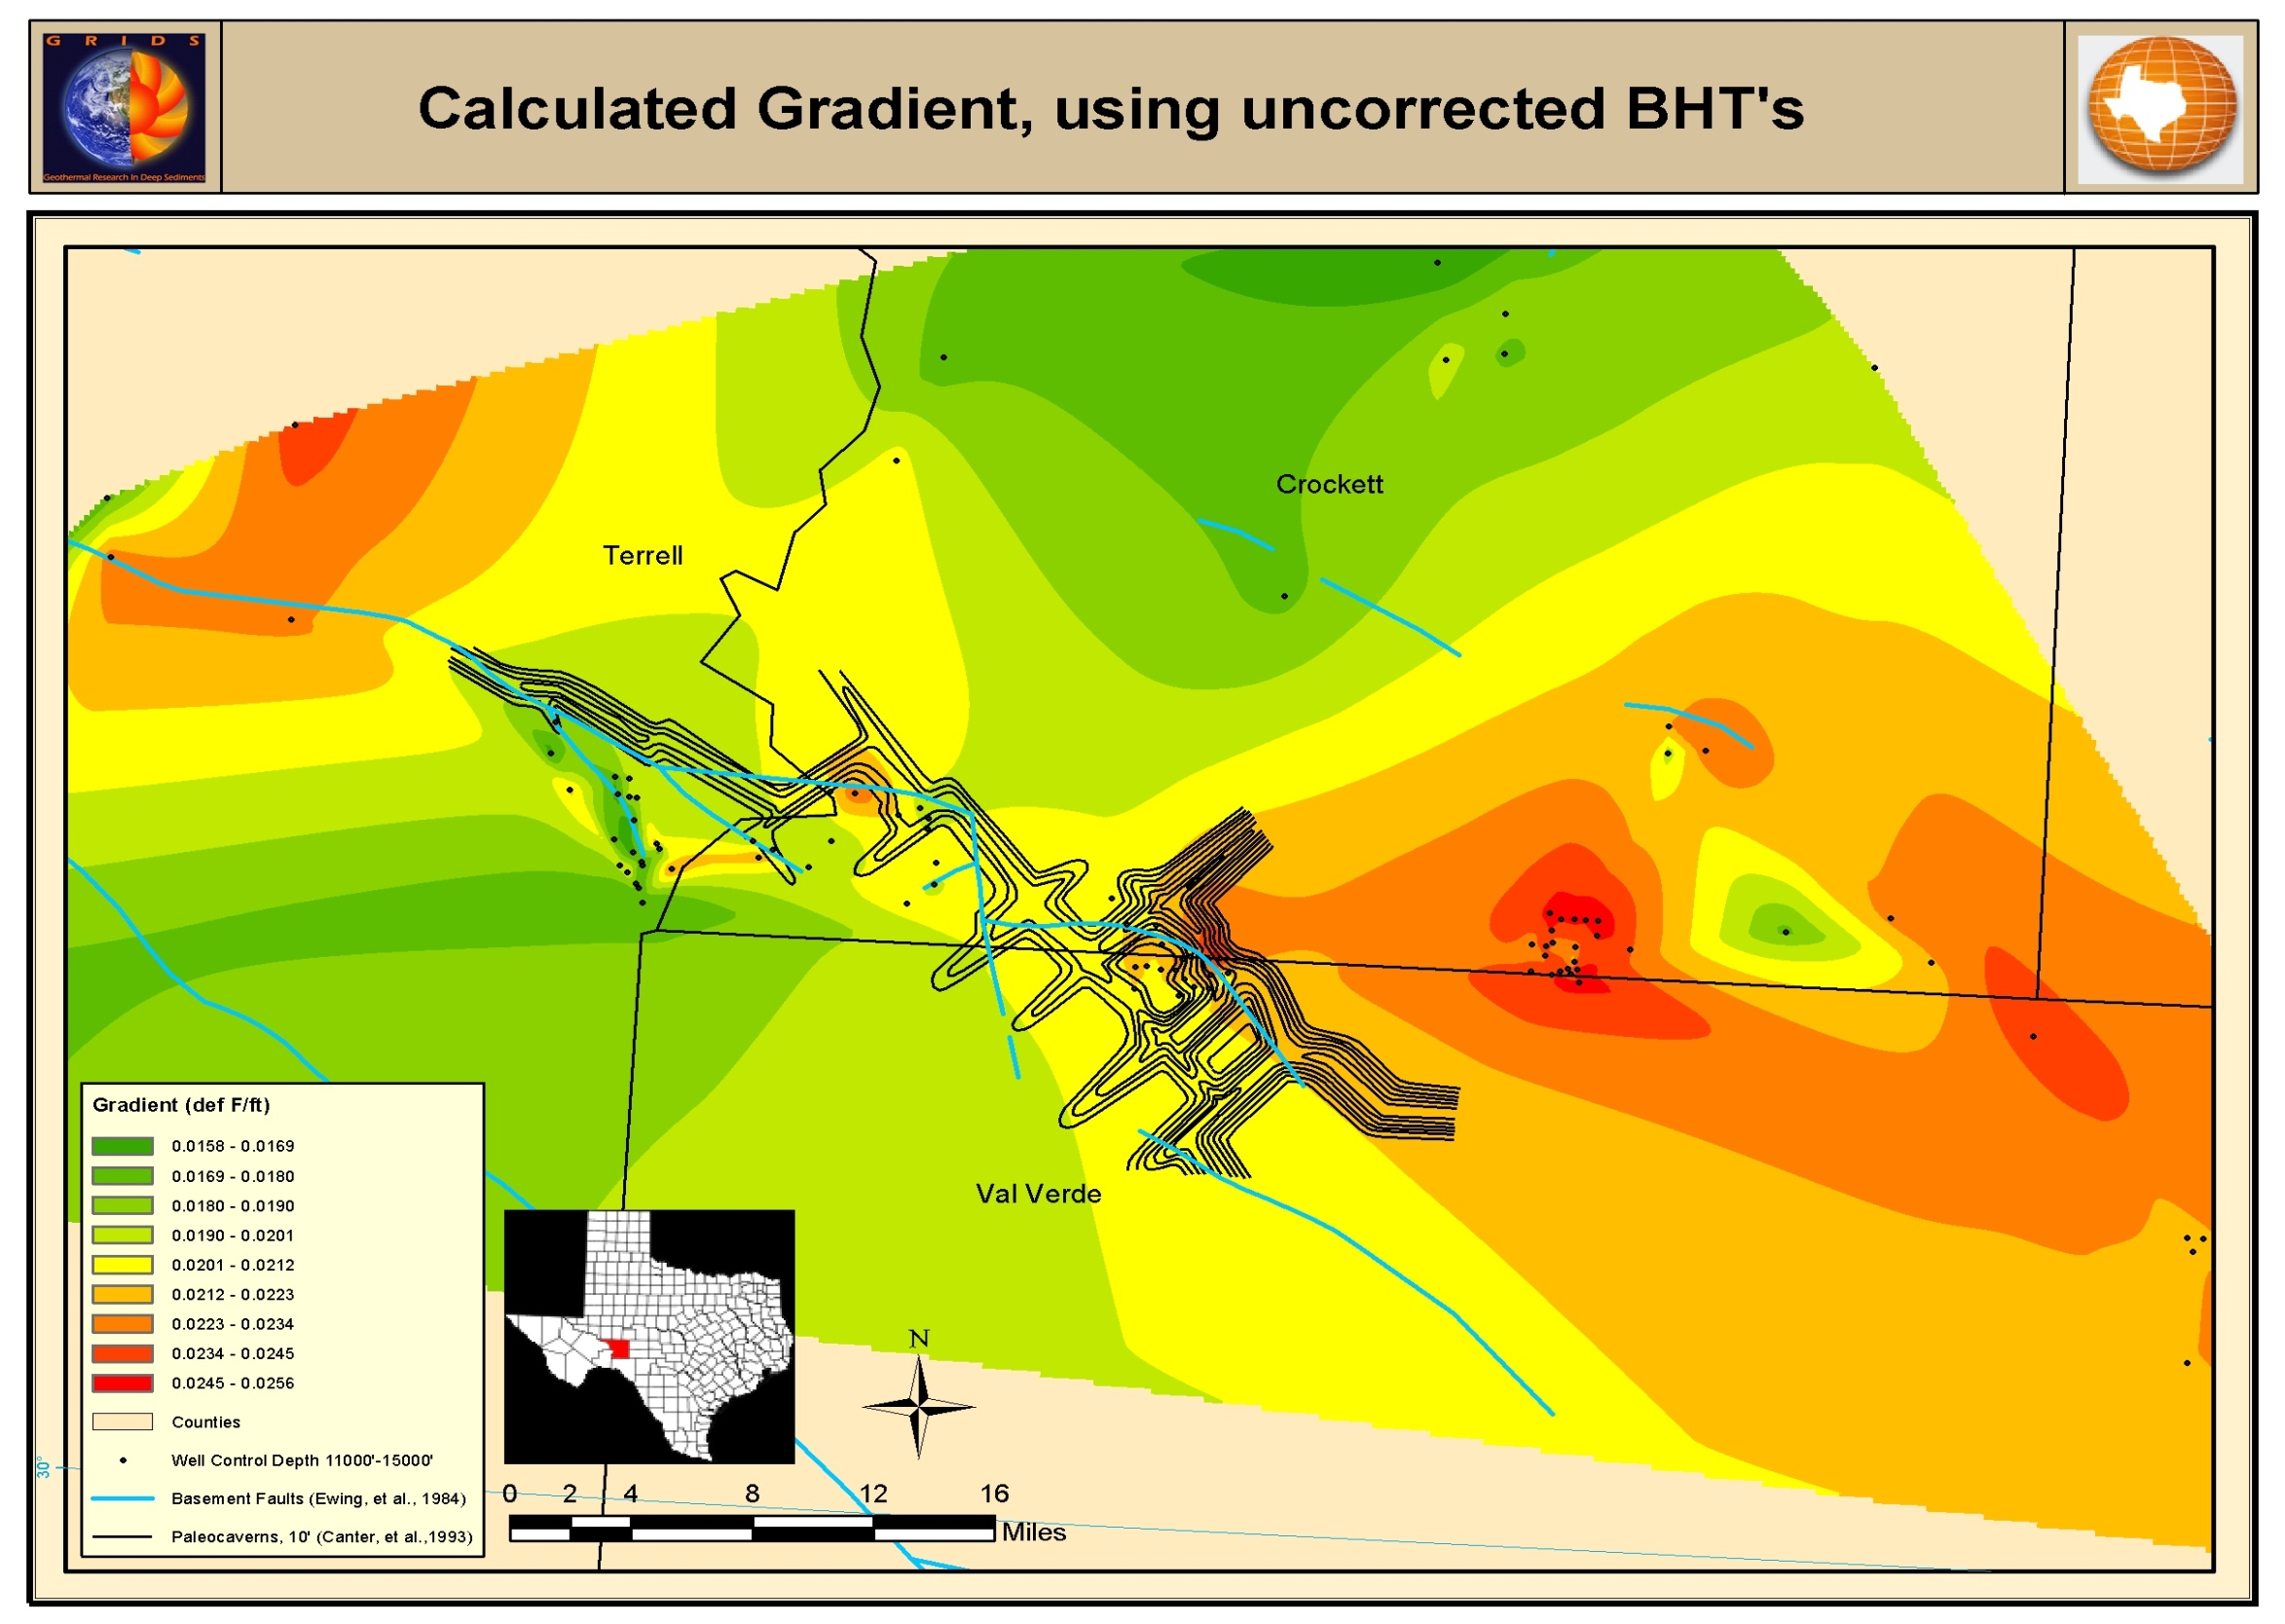 G R I D S
Geothermal Research In Deep Sediments
Calculated Gradient, using uncorrected BHT's
Crockett
Terrell
Val Verde
Gradient (def F/ft)
0.0158 - 0.0169
0.0169 - 0.0180
0.0180 - 0.0190
0.0190 - 0.0201
0.0201 - 0.0212
0.0212 - 0.0223
0.0223 - 0.0234
0.0234 - 0.0245
0.0245 - 0.0256
Counties
Well Control Depth 11000'-15000'
Basement Faults (Ewing, et al., 1984)
Paleocaverns, 10' (Canter, et al.,1993)
30°
N
0 2 4 8 12 16
Miles